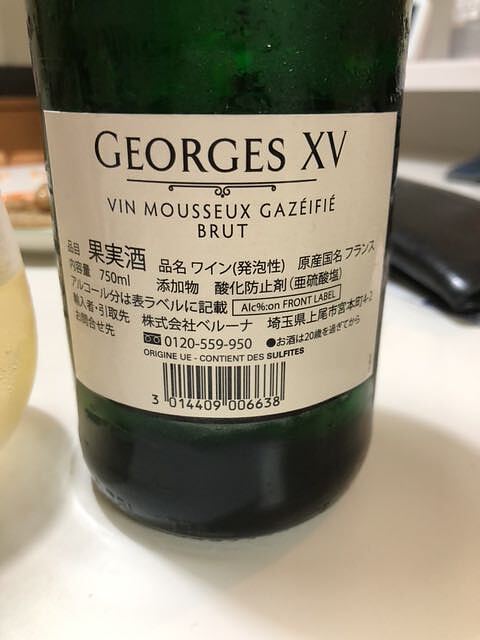 GEORGES XV
VIN MOUSSEUX GAZÉIFIÉ
BRUT
品目 果実酒 品名 ワイン(発泡性) 原産国名 フランス
内容量 750ml 添加物 酸化防止剤(亜硫酸塩)
アルコール分は表ラベルに記載 Alc%:on FRONT LABEL
輸入者・引取先 株式会社ベルーナ 埼玉県上尾市宮本町4-2
お問合せ先 0120-559-950 ●お酒は20歳を過ぎてから
ORIGINE UE - CONTIENT DES SULFITES
3 014409 006638